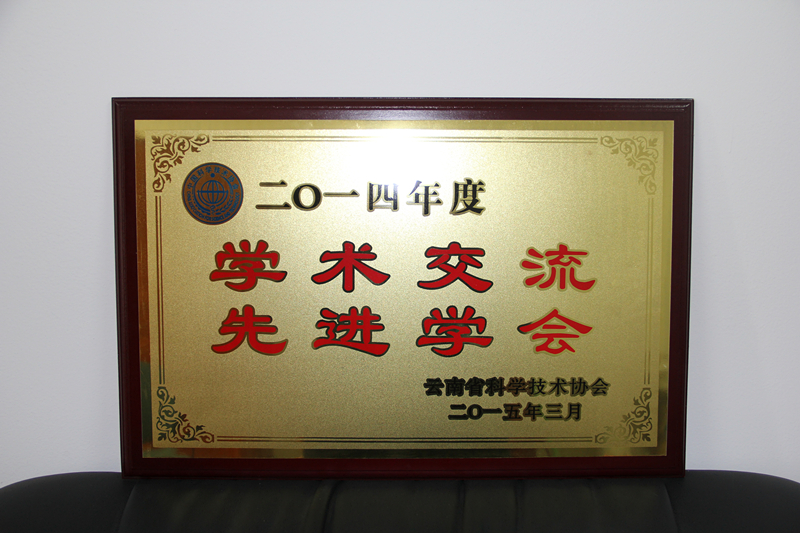 二〇一四年度
学术交流
先进学会
云南省科学技术协会
二〇一五年三月